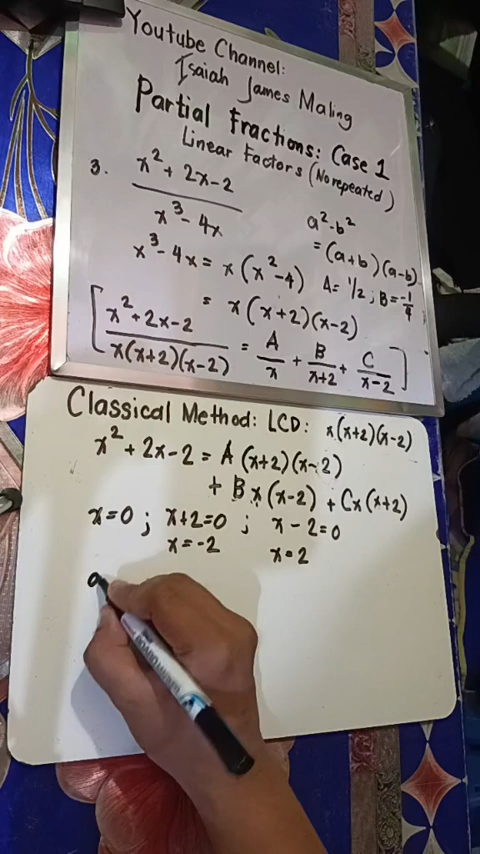 Youtube Channel:
Isaiah James Maling
Partial Fractions: Case 1
Linear Factors (No repeated)
3. x² + 2x - 2 / x³ - 4x
a² - b²
= (a+b)(a-b)
x³ - 4x = x(x² - 4) A = 1/2 ; B = -1/4
= x(x+2)(x-2)
[x² + 2x - 2 / x(x+2)(x-2) = A/x + B/x+2 + C/x-2]
Classical Method: LCD: x(x+2)(x-2)
x² + 2x - 2 = A(x+2)(x-2)
+ Bx(x-2) + Cx(x+2)
x=0 ; x+2=0 ; x-2=0
x=-2 x=2